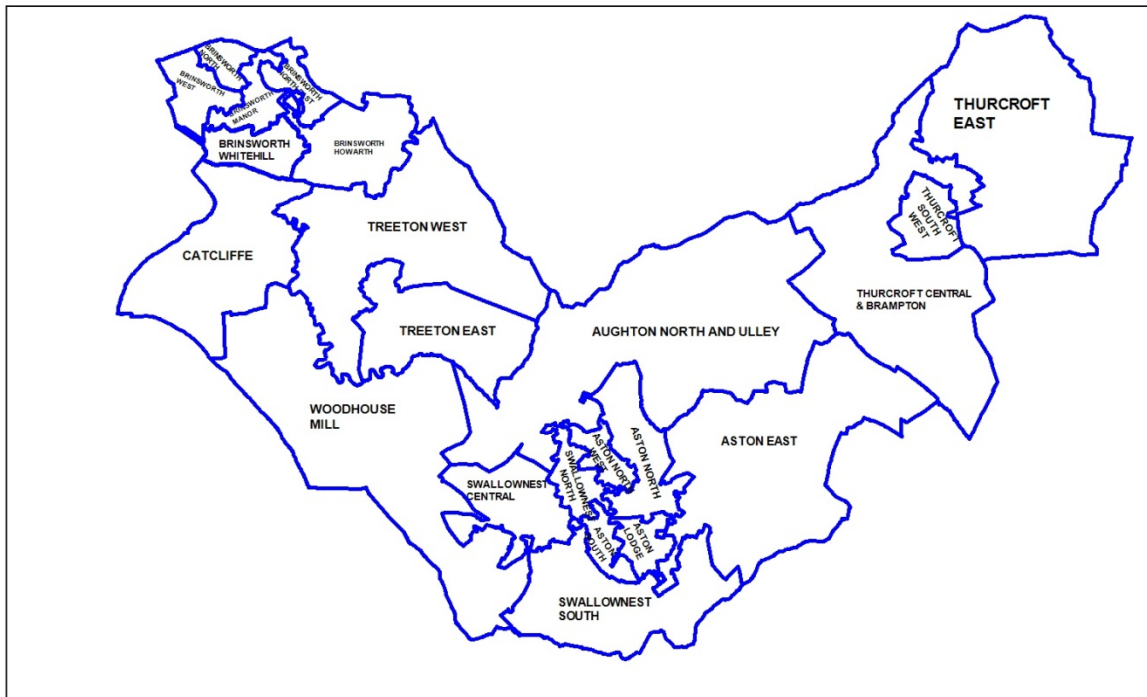 BRINSWORTH
NORTH
BRINSWORTH
NORTH EAST
BRINSWORTH
WEST
BRINSWORTH
MANOR
BRINSWORTH
WHITEHILL
BRINSWORTH
HOWARTH
THURCROFT
EAST
THURCROFT
SOUTH
WEST
TREETON WEST
CATCLIFFE
THURCROFT CENTRAL
& BRAMPTON
TREETON EAST
AUGHTON NORTH AND ULLEY
WOODHOUSE
MILL
ASTON EAST
ASTON NORTH
WEST
ASTON NORTH
SWALLOWNEST
NORTH
SWALLOWNEST
CENTRAL
ASTON
SOUTH
ASTON
LODGE
SWALLOWNEST
SOUTH